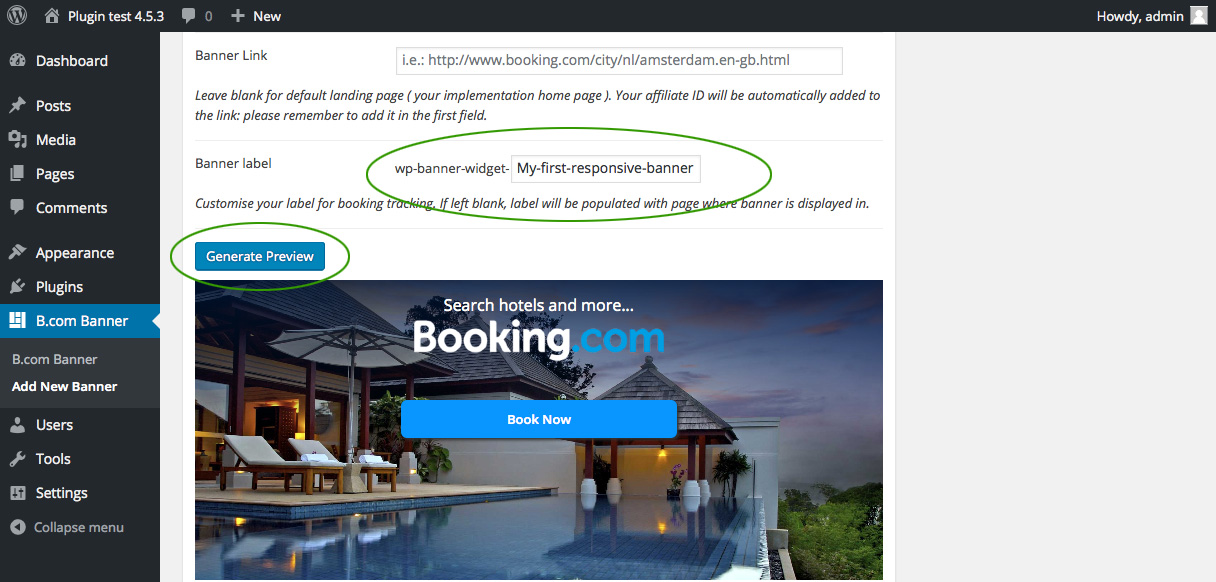 Plugin test 4.5.3 0 New Howdy, admin
Dashboard
Posts
Media
Pages
Comments
Appearance
Plugins
B.com Banner
B.com Banner
Add New Banner
Users
Tools
Settings
Collapse menu
Banner Link i.e.: http://www.booking.com/city/nl/amsterdam.en-gb.html
Leave blank for default landing page ( your implementation home page ). Your affiliate ID will be automatically added to
the link: please remember to add it in the first field.
Banner label wp-banner-widget- My-first-responsive-banner
Customise your label for booking tracking. If left blank, label will be populated with page where banner is displayed in.
Generate Preview
Search hotels and more...
Booking.com
Book Now